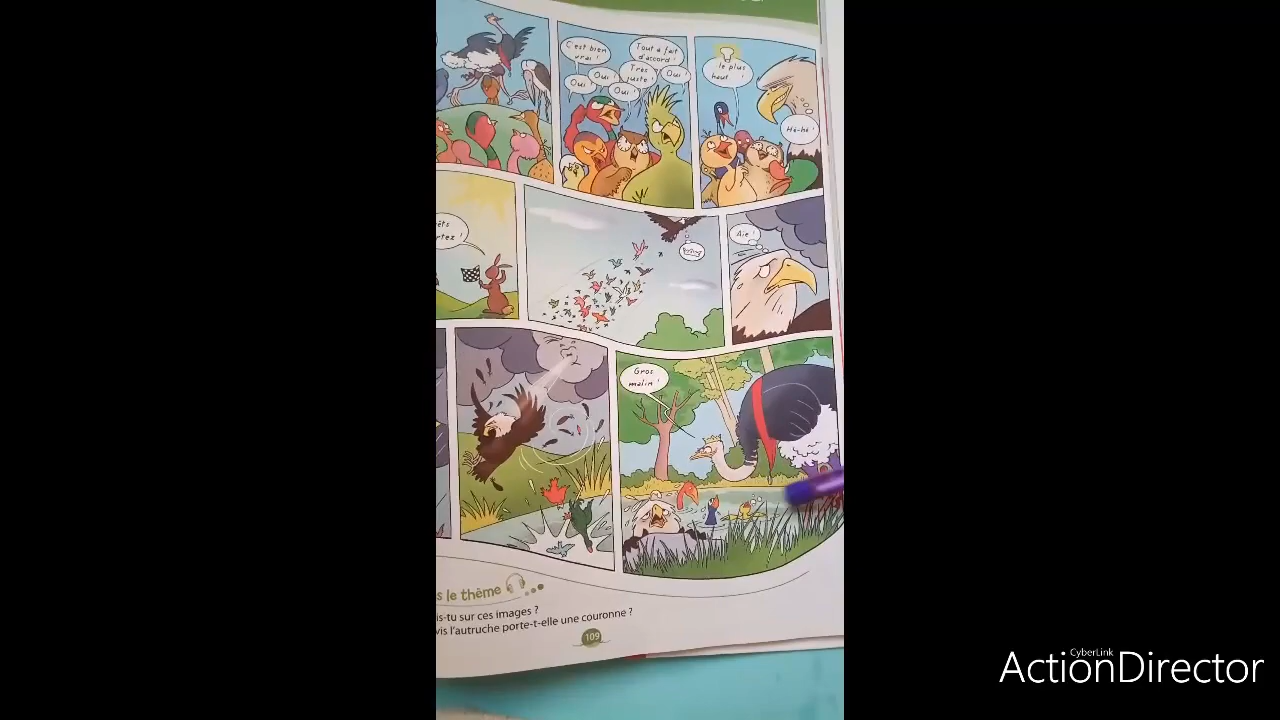 C'est bien
vrai !
Tout à fait
d'accord !
Oui !
Oui !
Très
juste !
Oui !
Oui !
le plus
haut...!
Hé-hé !
rtez !
Aïe !
Gros
malin !
s le thème
is-tu sur ces images ?
vis l'autruche porte-t-elle une couronne ?
109
CyberLink
ActionDirector